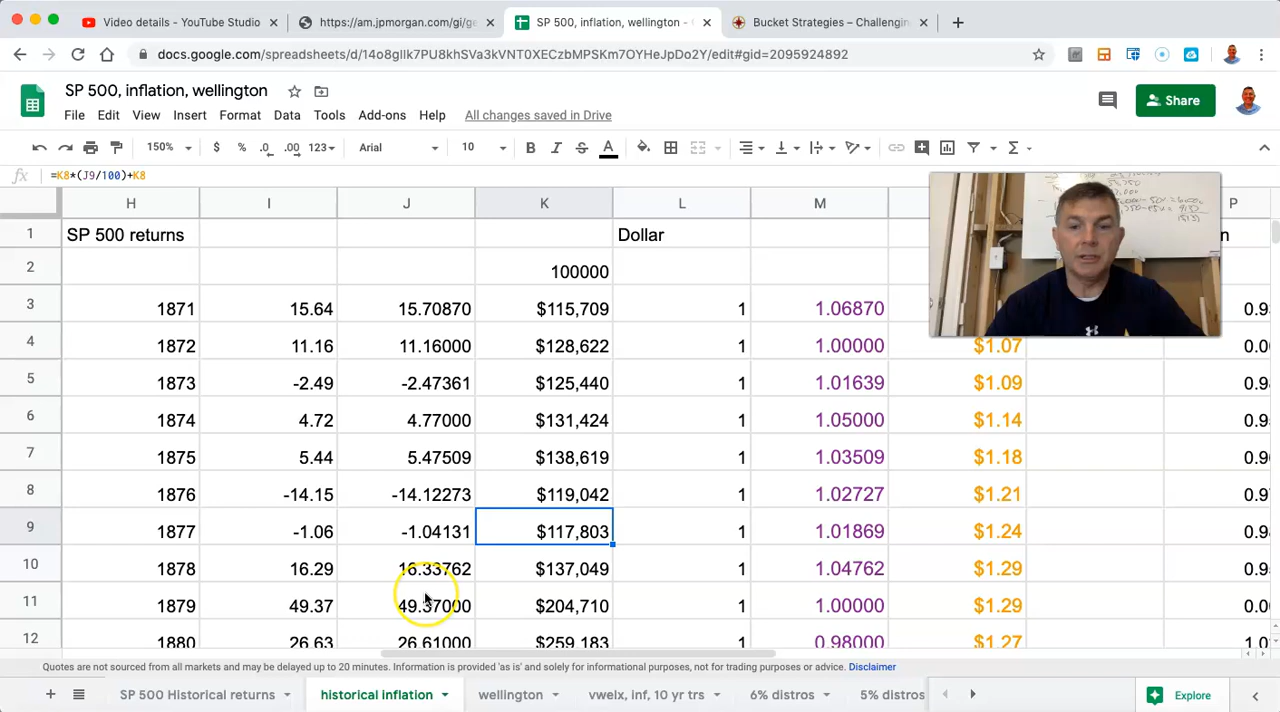 Video details - YouTube Studio
https://am.jpmorgan.com/gi/ge
SP 500, inflation, wellington -
Bucket Strategies – Challengin
docs.google.com/spreadsheets/d/14o8gIlk7PU8khSVa3kVNT0XECzbMPSKm7OYHeJpDo2Y/edit#gid=2095924892
SP 500, inflation, wellington
File Edit View Insert Format Data Tools Add-ons Help All changes saved in Drive
Share
150% $ % .0 .00 123 Arial 10 B I S A
fx =K8*(J9/100)+K8
H I J K L M P
1 SP 500 returns Dollar
2 100000
3 1871 15.64 15.70870 $115,709 1 1.06870
4 1872 11.16 11.16000 $128,622 1 1.00000 $1.07
5 1873 -2.49 -2.47361 $125,440 1 1.01639 $1.09
6 1874 4.72 4.77000 $131,424 1 1.05000 $1.14
7 1875 5.44 5.47509 $138,619 1 1.03509 $1.18
8 1876 -14.15 -14.12273 $119,042 1 1.02727 $1.21
9 1877 -1.06 -1.04131 $117,803 1 1.01869 $1.24
10 1878 16.29 16.33762 $137,049 1 1.04762 $1.29
11 1879 49.37 49.37000 $204,710 1 1.00000 $1.29
12 1880 26.63 26.61000 $259,183 1 0.98000 $1.27
Quotes are not sourced from all markets and may be delayed up to 20 minutes. Information is provided 'as is' and solely for informational purposes, not for trading purposes or advice. Disclaimer
SP 500 Historical returns historical inflation wellington vweix, inf, 10 yr trs 6% distros 5% distros Explore